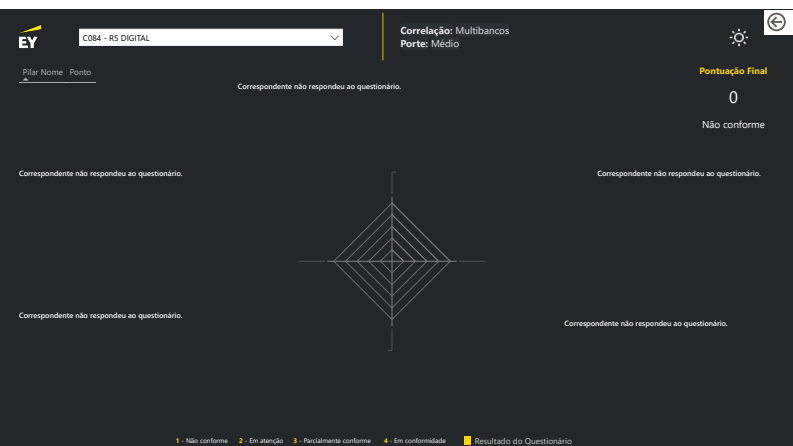 EY
C084 - R5 DIGITAL
Correlação: Multibancos
Porte: Médio
Pilar Nome Ponto
Pontuação Final
0
Não conforme
Correspondente não respondeu ao questionário.
Correspondente não respondeu ao questionário.
Correspondente não respondeu ao questionário.
Correspondente não respondeu ao questionário.
Correspondente não respondeu ao questionário.
1 - Não conforme 2 - Em atenção 3 - Parcialmente conforme 4 - Em conformidade Resultado do Questionário